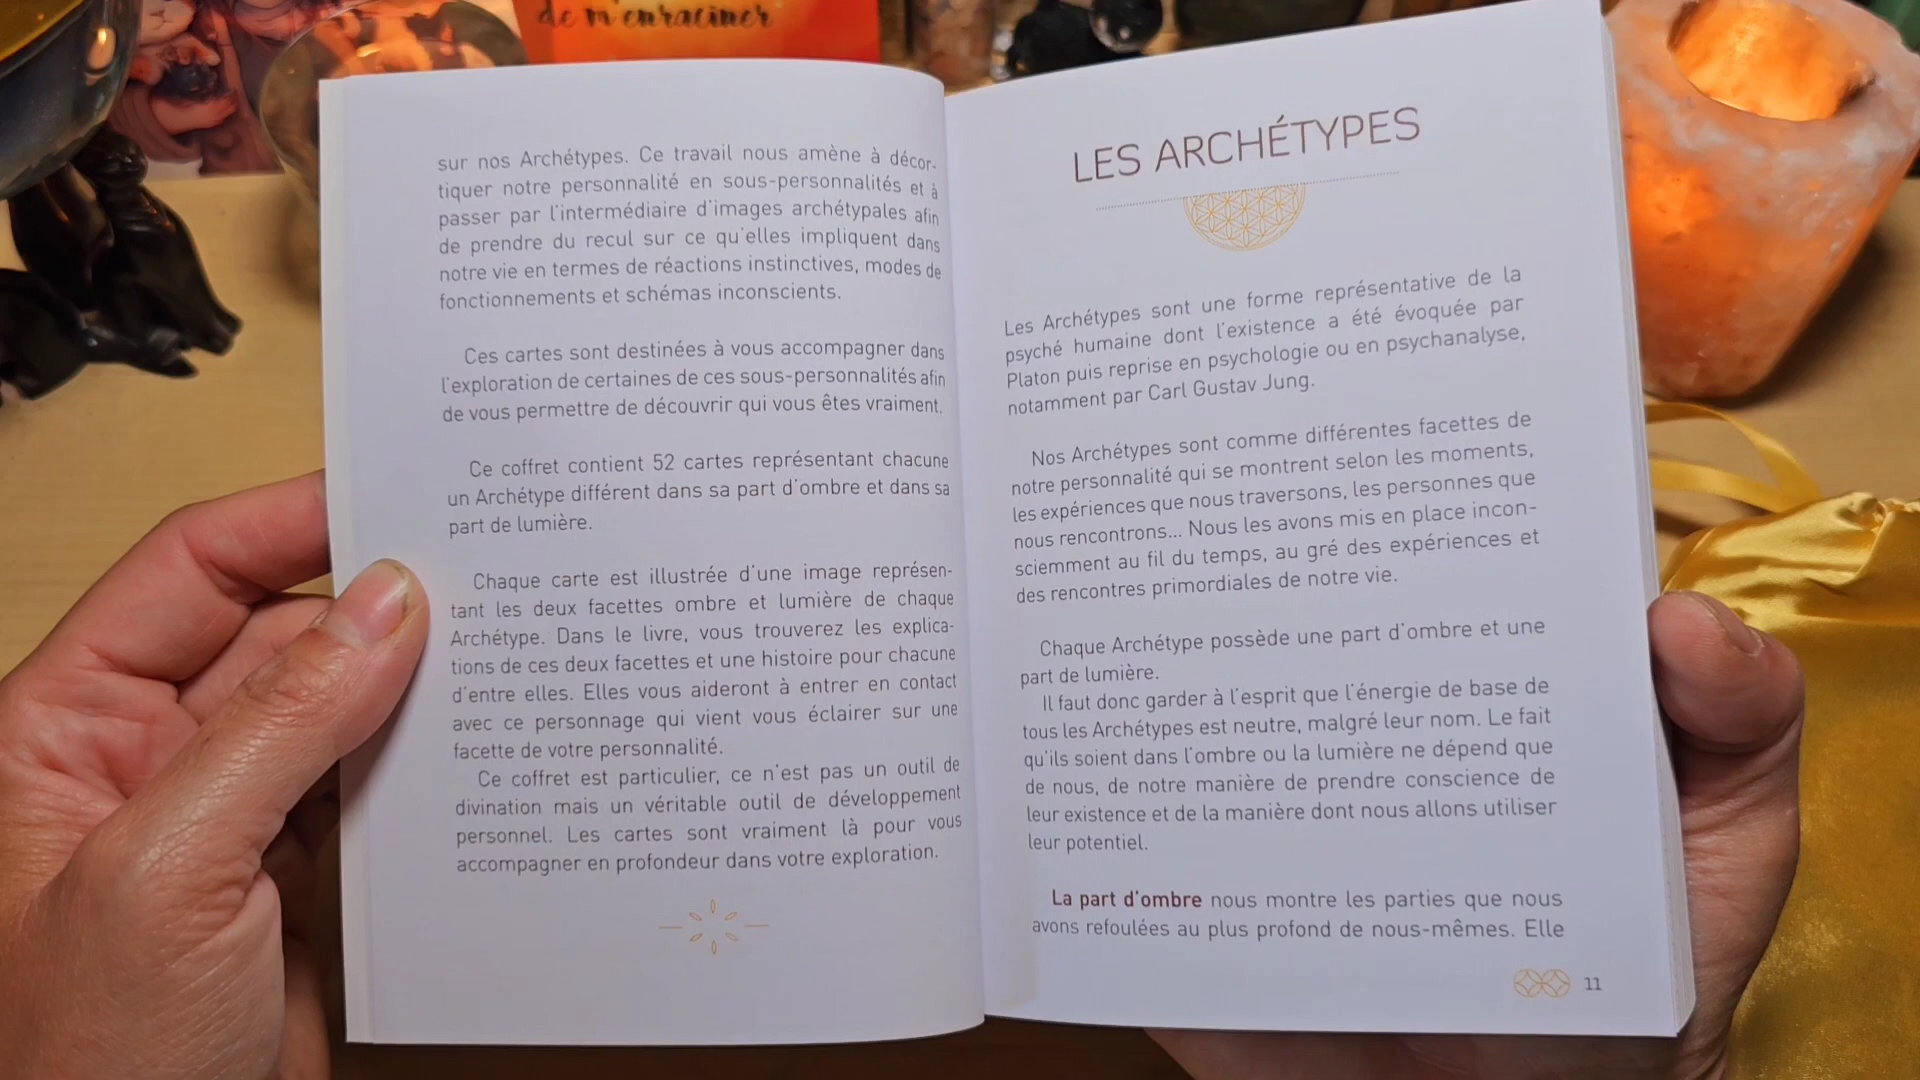 de m'enraciner
sur nos Archétypes. Ce travail nous amène à décor-
tiquer notre personnalité en sous-personnalités et à
passer par l'intermédiaire d'images archétypales afin
de prendre du recul sur ce qu'elles impliquent dans
notre vie en termes de réactions instinctives, modes de
fonctionnements et schémas inconscients.
Ces cartes sont destinées à vous accompagner dans
l'exploration de certaines de ces sous-personnalités afin
de vous permettre de découvrir qui vous êtes vraiment.
Ce coffret contient 52 cartes représentant chacune
un Archétype différent dans sa part d'ombre et dans sa
part de lumière.
Chaque carte est illustrée d'une image représen-
tant les deux facettes ombre et lumière de chaque
Archétype. Dans le livre, vous trouverez les explica-
tions de ces deux facettes et une histoire pour chacune
d'entre elles. Elles vous aideront à entrer en contact
avec ce personnage qui vient vous éclairer sur une
facette de votre personnalité.
Ce coffret est particulier, ce n'est pas un outil de
divination mais un véritable outil de développement
personnel. Les cartes sont vraiment là pour vous
accompagner en profondeur dans votre exploration.
LES ARCHÉTYPES
Les Archétypes sont une forme représentative de la
psyché humaine dont l'existence a été évoquée par
Platon puis reprise en psychologie ou en psychanalyse,
notamment par Carl Gustav Jung.
Nos Archétypes sont comme différentes facettes de
notre personnalité qui se montrent selon les moments,
les expériences que nous traversons, les personnes que
nous rencontrons... Nous les avons mis en place incon-
sciemment au fil du temps, au gré des expériences et
des rencontres primordiales de notre vie.
Chaque Archétype possède une part d'ombre et une
part de lumière.
Il faut donc garder à l'esprit que l'énergie de base de
tous les Archétypes est neutre, malgré leur nom. Le fait
qu'ils soient dans l'ombre ou la lumière ne dépend que
de nous, de notre manière de prendre conscience de
leur existence et de la manière dont nous allons utiliser
leur potentiel.
La part d'ombre nous montre les parties que nous
avons refoulées au plus profond de nous-mêmes. Elle
11